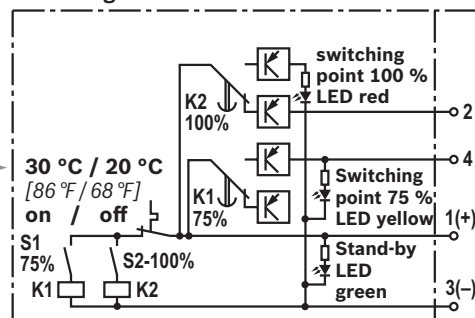 switching
point 100 %
LED red
K2
100%
2
4
30 °C / 20 °C
[86 °F / 68 °F]
on / off
K1
75%
Switching
point 75 %
LED yellow
1(+)
S1
75%
S2-100%
Stand-by
LED
green
K1
K2
3(–)